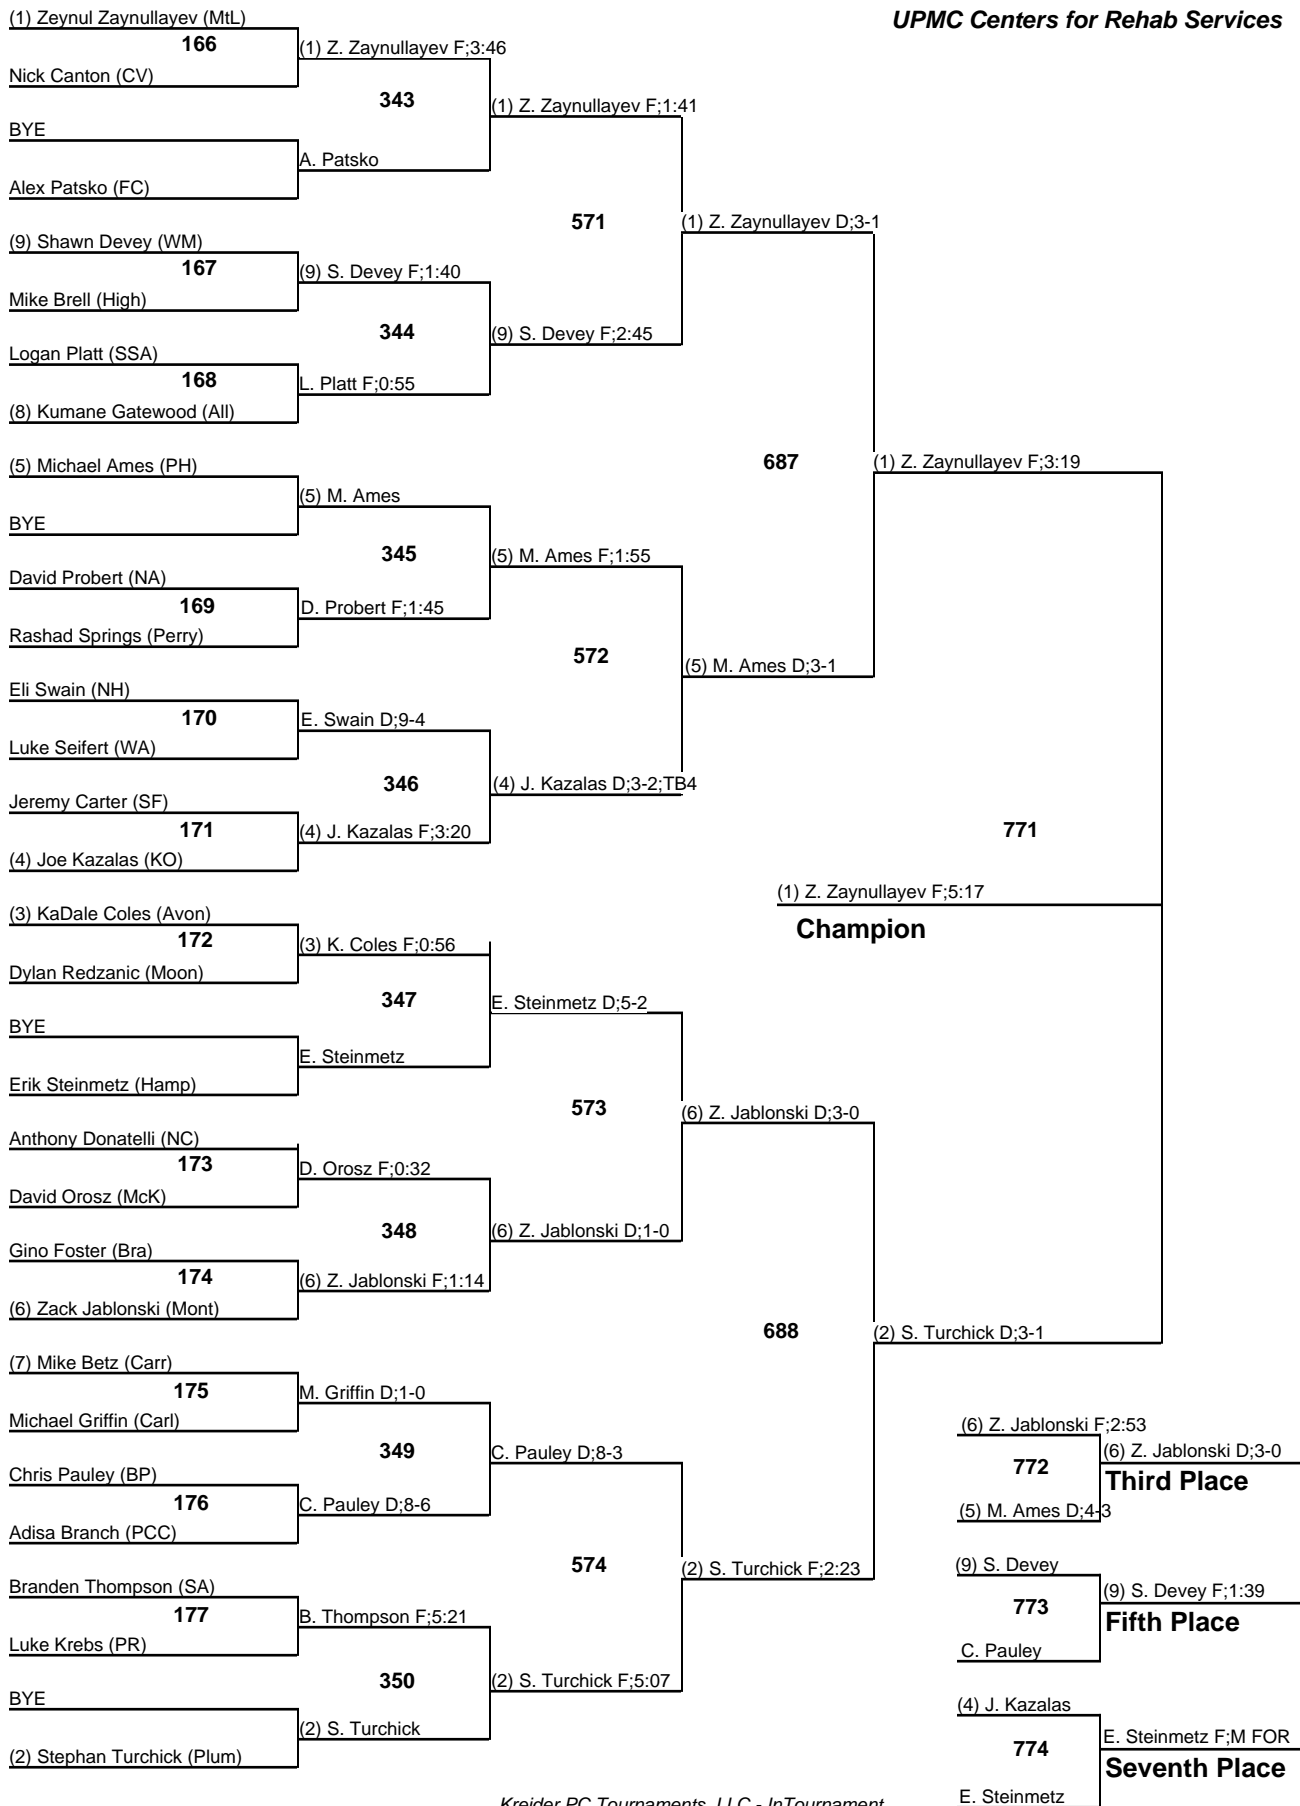 UPMC Centers for Rehab Services
(1) Zeynul Zaynullayev (MtL)
166
Nick Canton (CV)
BYE
Alex Patsko (FC)
(9) Shawn Devey (WM)
167
Mike Brell (High)
Logan Platt (SSA)
168
(8) Kumane Gatewood (All)
(5) Michael Ames (PH)
BYE
David Probert (NA)
169
Rashad Springs (Perry)
Eli Swain (NH)
170
Luke Seifert (WA)
Jeremy Carter (SF)
171
(4) Joe Kazalas (KO)
(3) KaDale Coles (Avon)
172
Dylan Redzanic (Moon)
BYE
Erik Steinmetz (Hamp)
Anthony Donatelli (NC)
173
David Orosz (McK)
Gino Foster (Bra)
174
(6) Zack Jablonski (Mont)
(7) Mike Betz (Carr)
175
Michael Griffin (Carl)
Chris Pauley (BP)
176
Adisa Branch (PCC)
Branden Thompson (SA)
177
Luke Krebs (PR)
BYE
(2) Stephan Turchick (Plum)
(1) Z. Zaynullayev F;3:46
343
A. Patsko
(9) S. Devey F;1:40
344
L. Platt F;0:55
(5) M. Ames
345
D. Probert F;1:45
E. Swain D;9-4
346
(4) J. Kazalas F;3:20
(3) K. Coles F;0:56
347
E. Steinmetz
D. Orosz F;0:32
348
(6) Z. Jablonski F;1:14
M. Griffin D;1-0
349
C. Pauley D;8-6
B. Thompson F;5:21
350
(2) S. Turchick
(1) Z. Zaynullayev F;1:41
571
(9) S. Devey F;2:45
(5) M. Ames F;1:55
572
(4) J. Kazalas D;3-2;TB4
E. Steinmetz D;5-2
573
(6) Z. Jablonski D;1-0
C. Pauley D;8-3
574
(2) S. Turchick F;5:07
(1) Z. Zaynullayev D;3-1
687
(5) M. Ames D;3-1
(6) Z. Jablonski D;3-0
688
(2) S. Turchick F;2:23
(1) Z. Zaynullayev F;3:19
771
(2) S. Turchick D;3-1
(1) Z. Zaynullayev F;5:17
Champion
(6) Z. Jablonski F;2:53
772
(5) M. Ames D;4-3
(6) Z. Jablonski D;3-0
Third Place
(9) S. Devey
773
C. Pauley
(9) S. Devey F;1:39
Fifth Place
(4) J. Kazalas
774
E. Steinmetz
E. Steinmetz F;M FOR
Seventh Place
Kreider PC Tournaments, LLC - InTournament